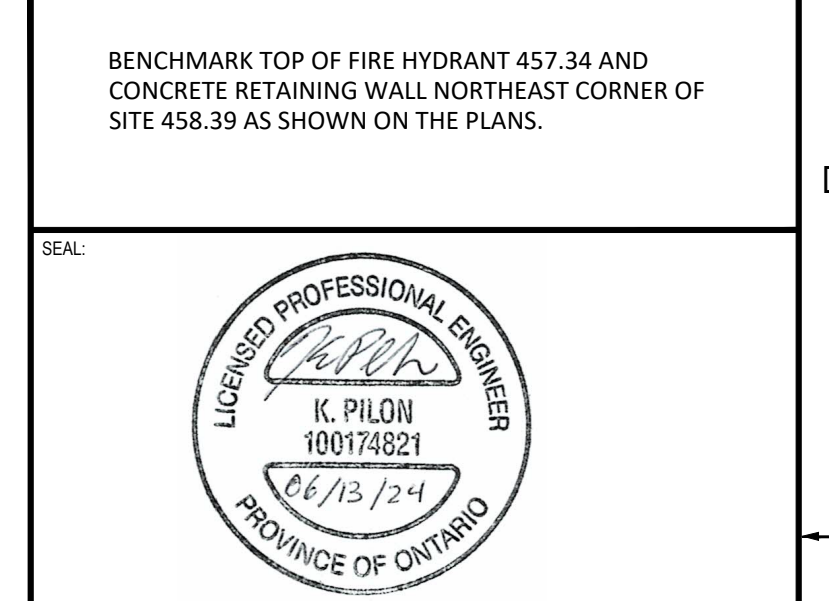 BENCHMARK TOP OF FIRE HYDRANT 457.34 AND
CONCRETE RETAINING WALL NORTHEAST CORNER OF
SITE 458.39 AS SHOWN ON THE PLANS.
SEAL:
LICENSED PROFESSIONAL ENGINEER
K. PILON
100174821
06/13/24
PROVINCE OF ONTARIO